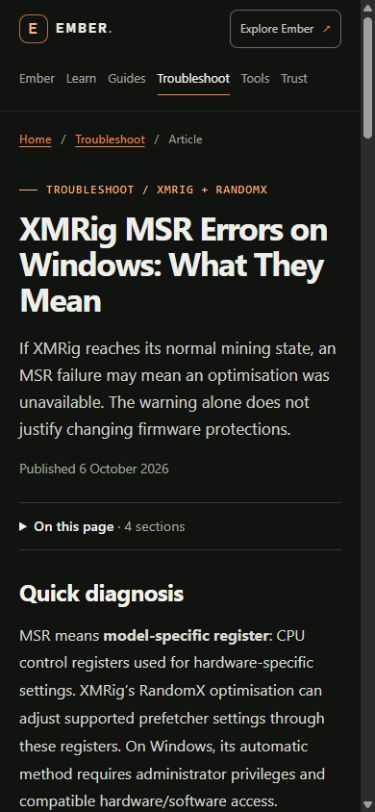 E EMBER.
Explore Ember ↗
Ember Learn Guides Troubleshoot Tools Trust
Home / Troubleshoot / Article
TROUBLESHOOT / XMRIG + RANDOMX
XMRig MSR Errors on
Windows: What They
Mean
If XMRig reaches its normal mining state, an
MSR failure may mean an optimisation was
unavailable. The warning alone does not
justify changing firmware protections.
Published 6 October 2026
On this page · 4 sections
Quick diagnosis
MSR means model-specific register: CPU
control registers used for hardware-specific
settings. XMRig’s RandomX optimisation can
adjust supported prefetcher settings through
these registers. On Windows, its automatic
method requires administrator privileges and
compatible hardware/software access.